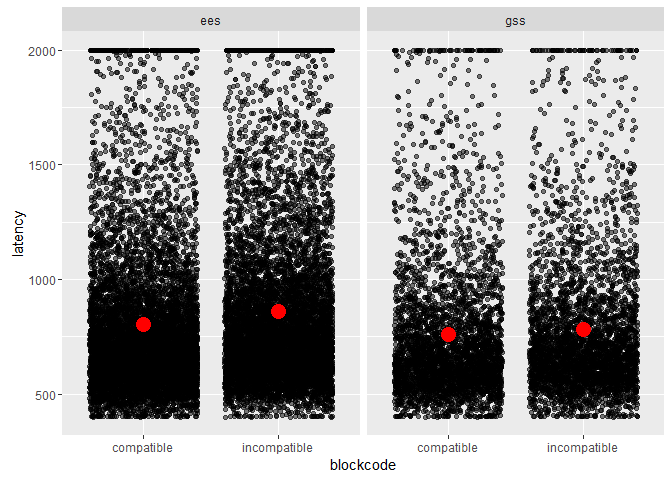 ees
gss
2000
1500
1000
500
latency
compatible
incompatible
compatible
incompatible
blockcode